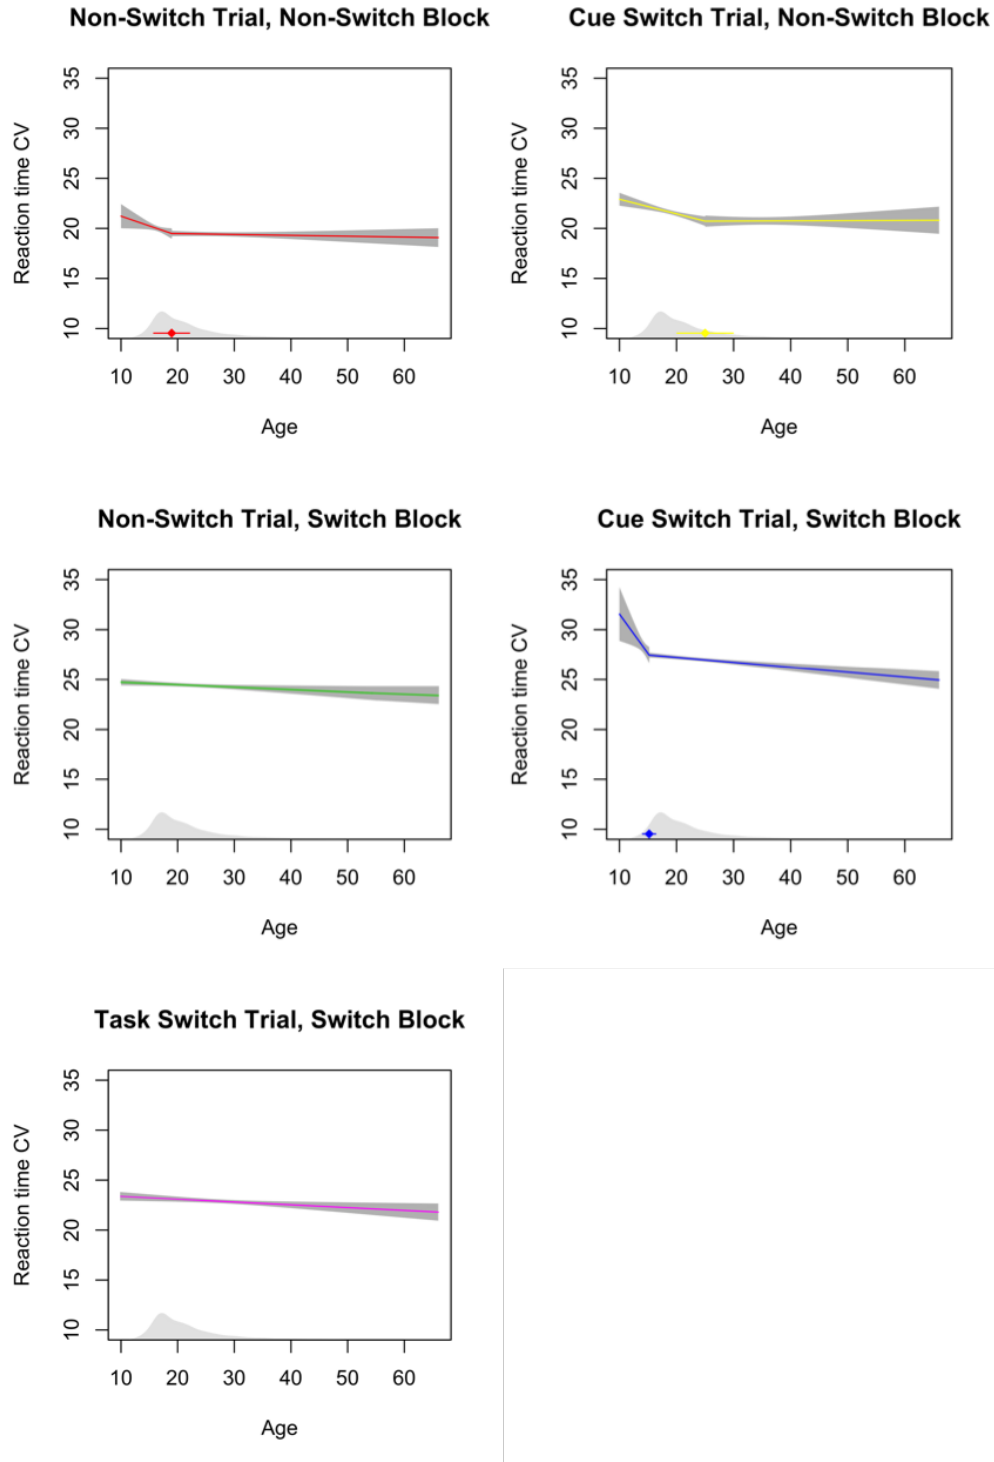 Non-Switch Trial, Non-Switch Block
Reaction time CV
35
30
25
20
15
10
10 20 30 40 50 60
Age
Cue Switch Trial, Non-Switch Block
Reaction time CV
35
30
25
20
15
10
10 20 30 40 50 60
Age
Non-Switch Trial, Switch Block
Reaction time CV
35
30
25
20
15
10
10 20 30 40 50 60
Age
Cue Switch Trial, Switch Block
Reaction time CV
35
30
25
20
15
10
10 20 30 40 50 60
Age
Task Switch Trial, Switch Block
Reaction time CV
35
30
25
20
15
10
10 20 30 40 50 60
Age